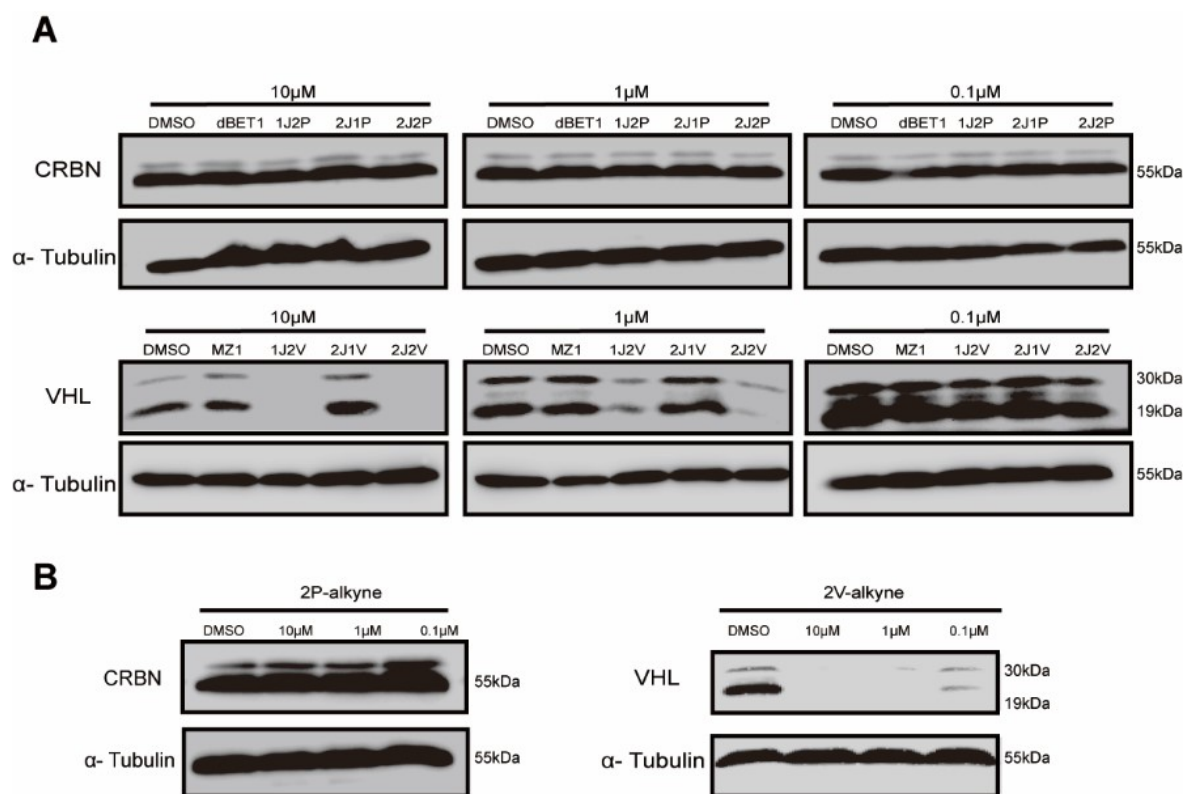 A
10µM 1µM 0.1µM
DMSO dBET1 1J2P 2J1P 2J2P DMSO dBET1 1J2P 2J1P 2J2P DMSO dBET1 1J2P 2J1P 2J2P
CRBN 55kDa
α- Tubulin 55kDa
10µM 1µM 0.1µM
DMSO MZ1 1J2V 2J1V 2J2V DMSO MZ1 1J2V 2J1V 2J2V DMSO MZ1 1J2V 2J1V 2J2V
VHL 30kDa
19kDa
α- Tubulin 55kDa
B
2P-alkyne 2V-alkyne
DMSO 10µM 1µM 0.1µM DMSO 10µM 1µM 0.1µM
CRBN 55kDa VHL 30kDa
19kDa
α- Tubulin 55kDa α- Tubulin 55kDa